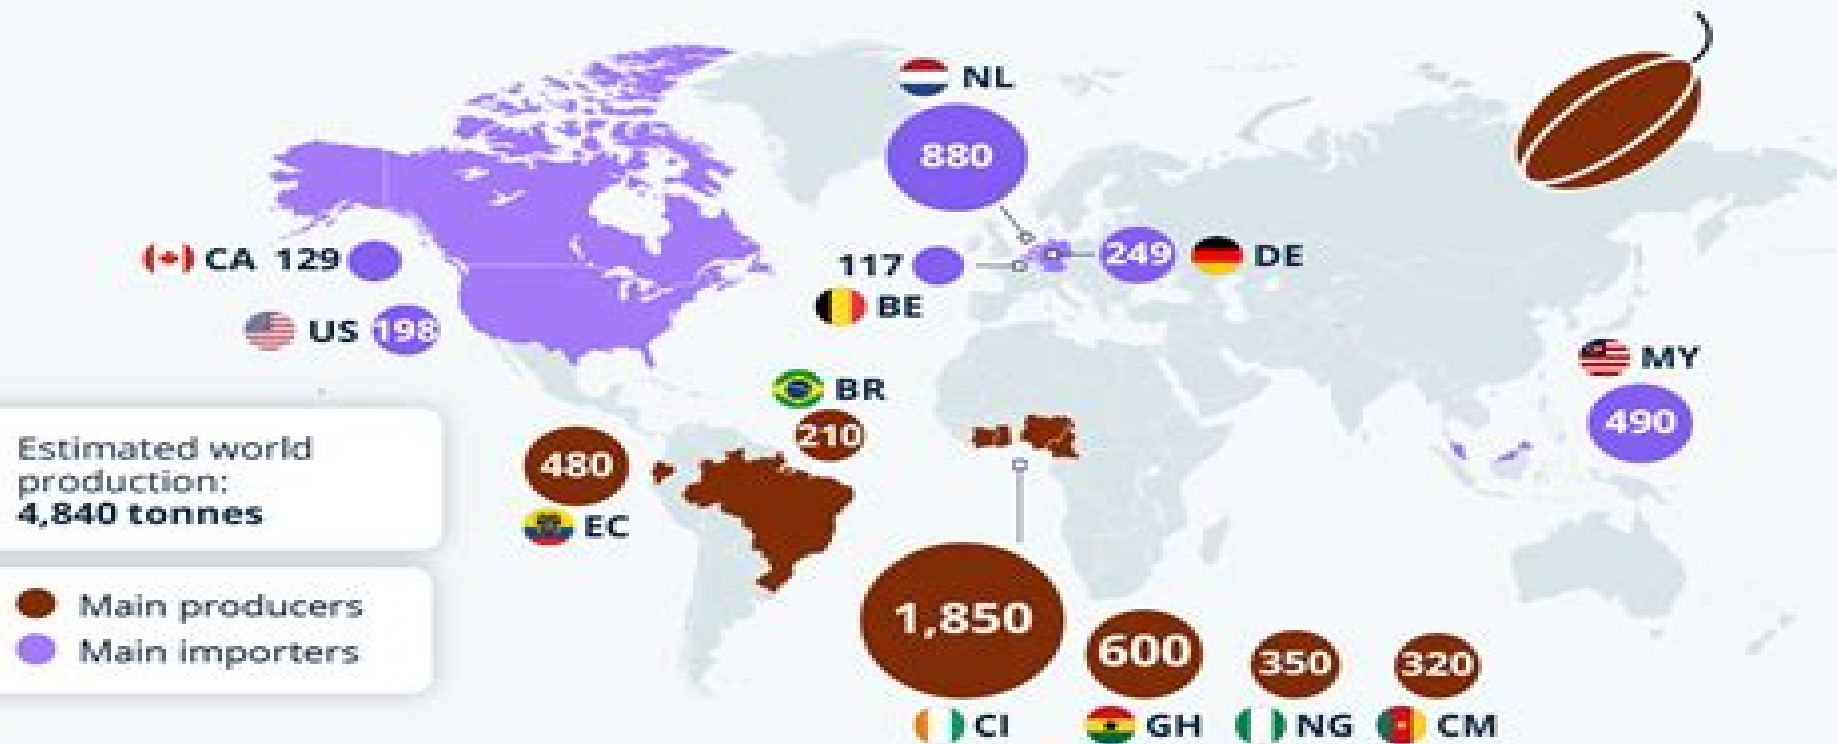 NL
880
CA 129
117
249
DE
BE
US 198
MY
490
BR
210
480
EC
Estimated world
production:
4,840 tonnes
Main producers
Main importers
1,850
600
350
320
CI
GH
NG
CM